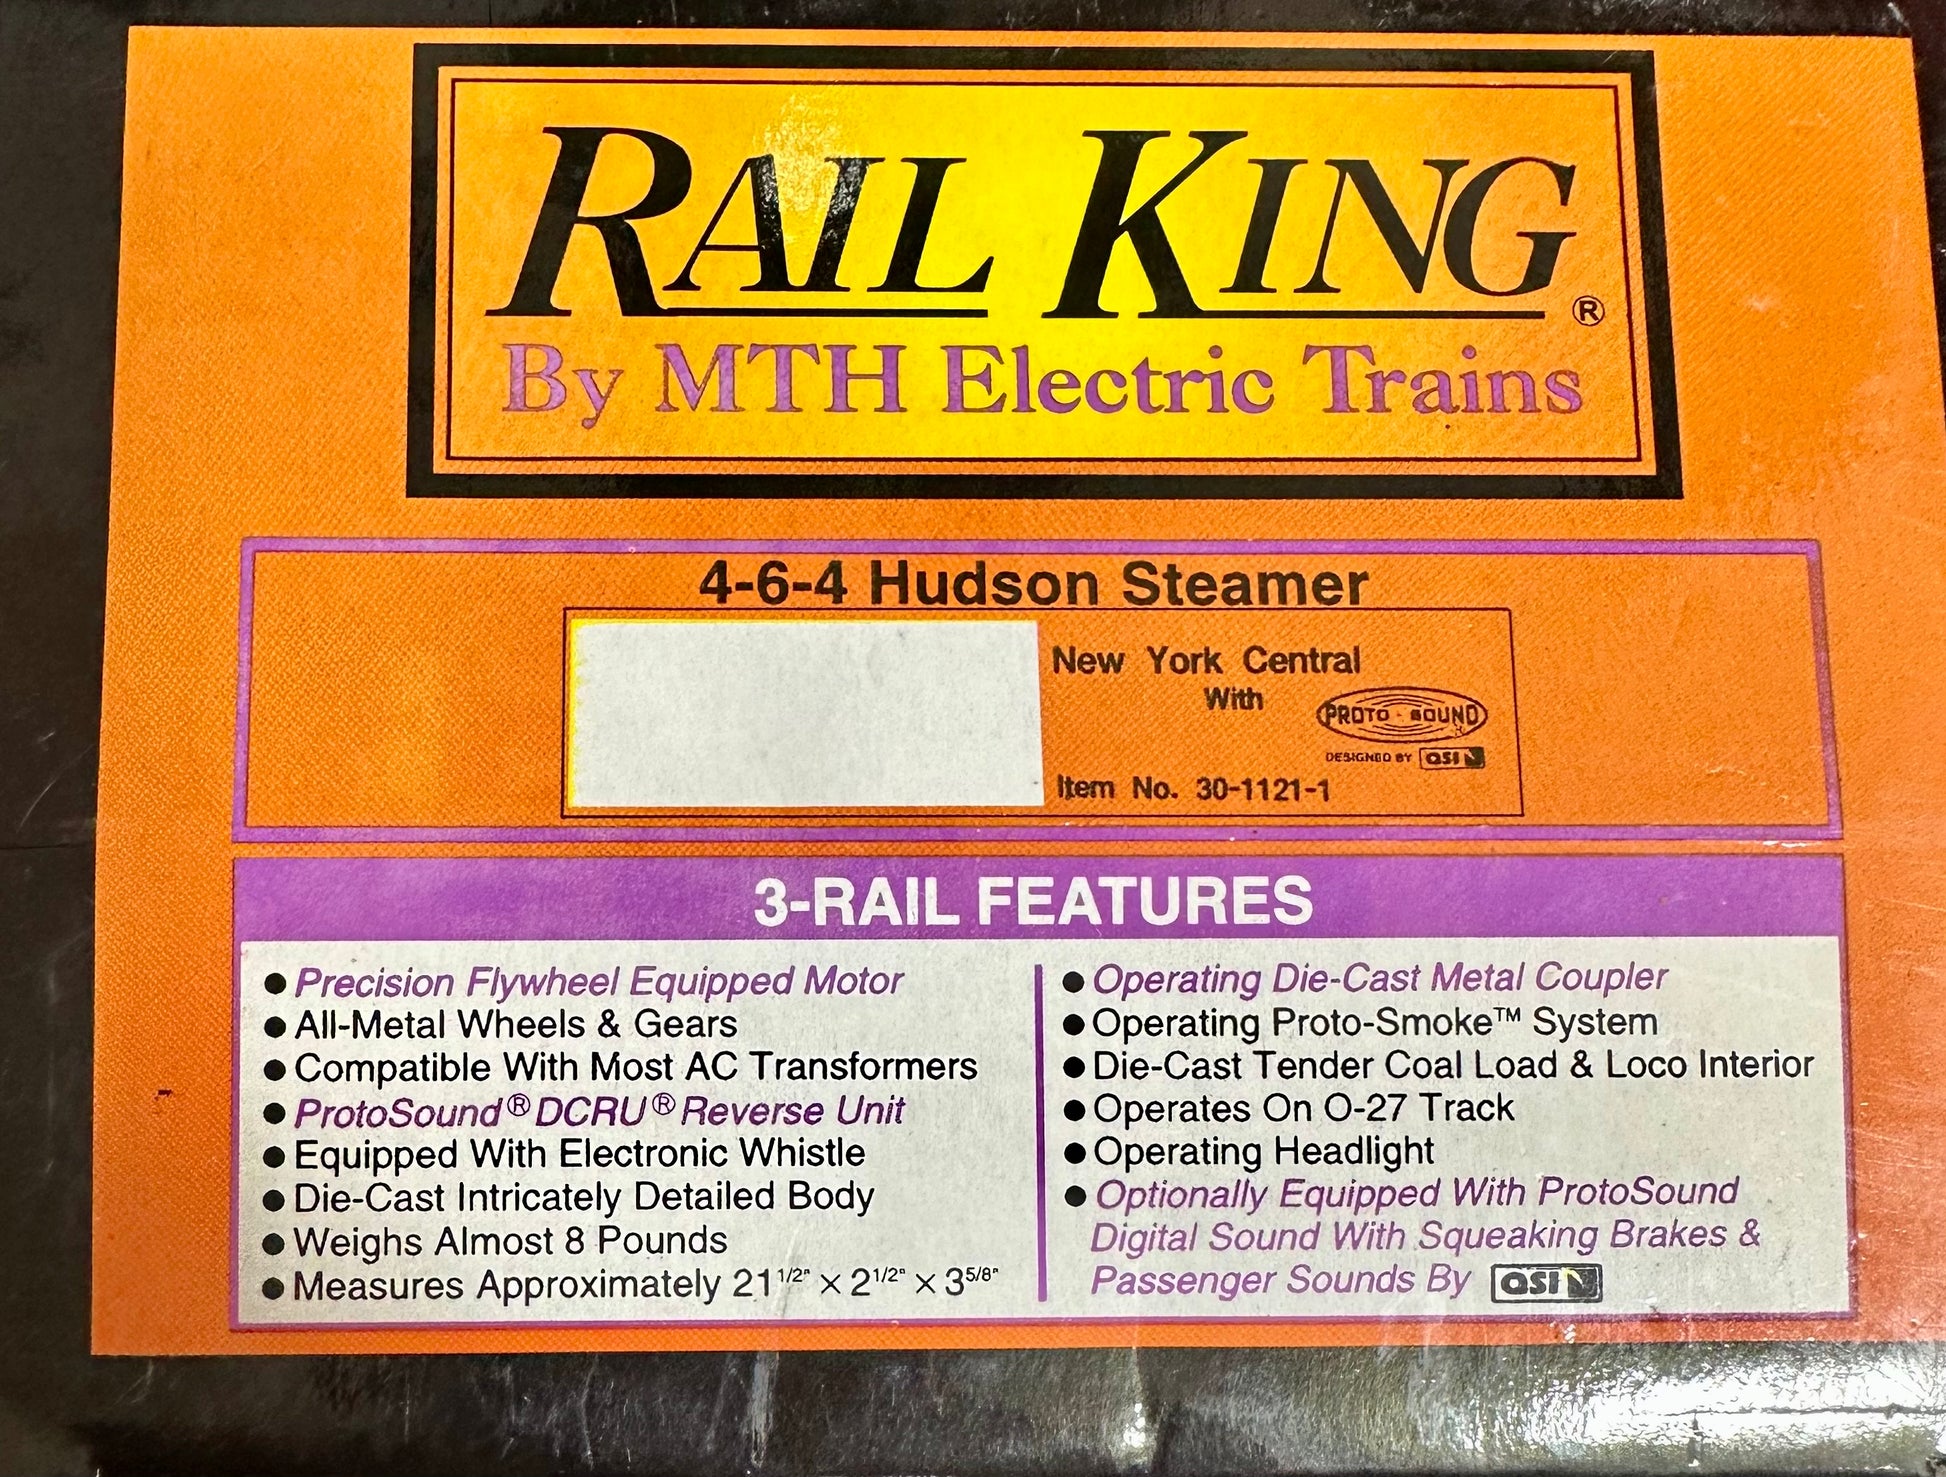 RAIL KING®
By MTH Electric Trains
4-6-4 Hudson Steamer
New York Central
With
PROTO-SOUND
DESIGNED BY QSI
Item No. 30-1121-1
3-RAIL FEATURES
● Precision Flywheel Equipped Motor
● All-Metal Wheels & Gears
● Compatible With Most AC Transformers
● ProtoSound® DCRU® Reverse Unit
● Equipped With Electronic Whistle
● Die-Cast Intricately Detailed Body
● Weighs Almost 8 Pounds
● Measures Approximately 21 1/2" × 2 1/2" × 3 5/8"
● Operating Die-Cast Metal Coupler
● Operating Proto-Smoke™ System
● Die-Cast Tender Coal Load & Loco Interior
● Operates On O-27 Track
● Operating Headlight
● Optionally Equipped With ProtoSound
Digital Sound With Squeaking Brakes &
Passenger Sounds By QSI